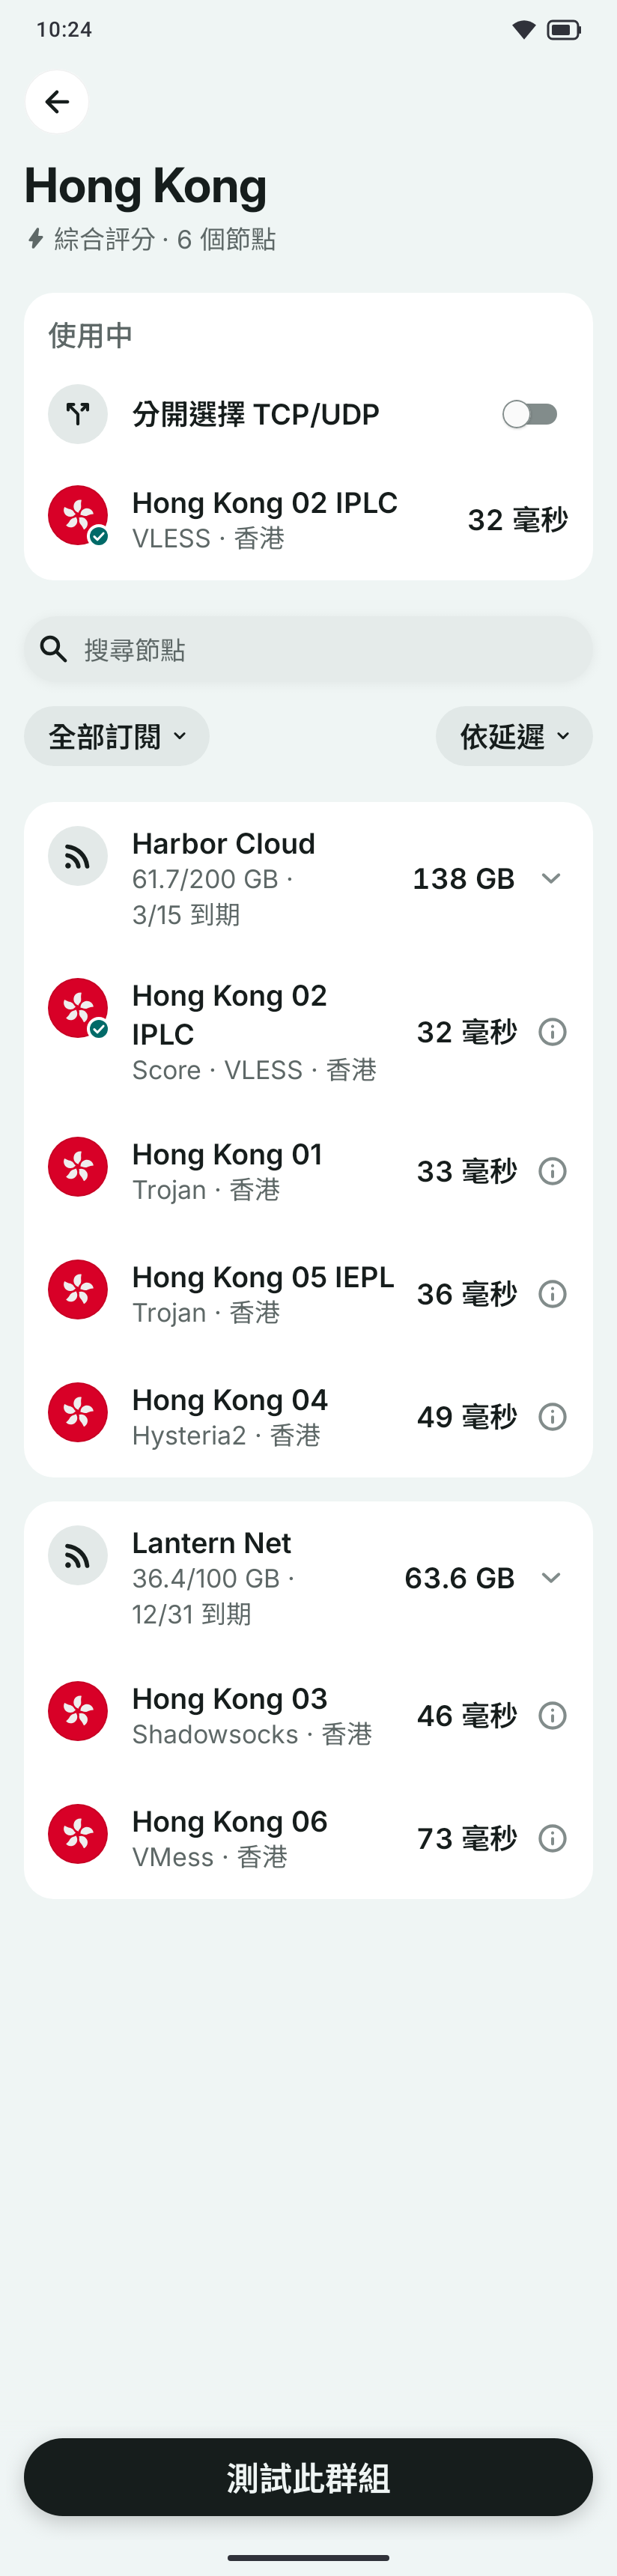 10:24
Hong Kong
綜合評分 · 6 個節點
使用中
分開選擇 TCP/UDP
Hong Kong 02 IPLC
VLESS · 香港
32 毫秒
搜尋節點
全部訂閱
依延遲
Harbor Cloud
61.7/200 GB ·
3/15 到期
138 GB
Hong Kong 02
IPLC
Score · VLESS · 香港
32 毫秒
Hong Kong 01
Trojan · 香港
33 毫秒
Hong Kong 05 IEPL
Trojan · 香港
36 毫秒
Hong Kong 04
Hysteria2 · 香港
49 毫秒
Lantern Net
36.4/100 GB ·
12/31 到期
63.6 GB
Hong Kong 03
Shadowsocks · 香港
46 毫秒
Hong Kong 06
VMess · 香港
73 毫秒
測試此群組